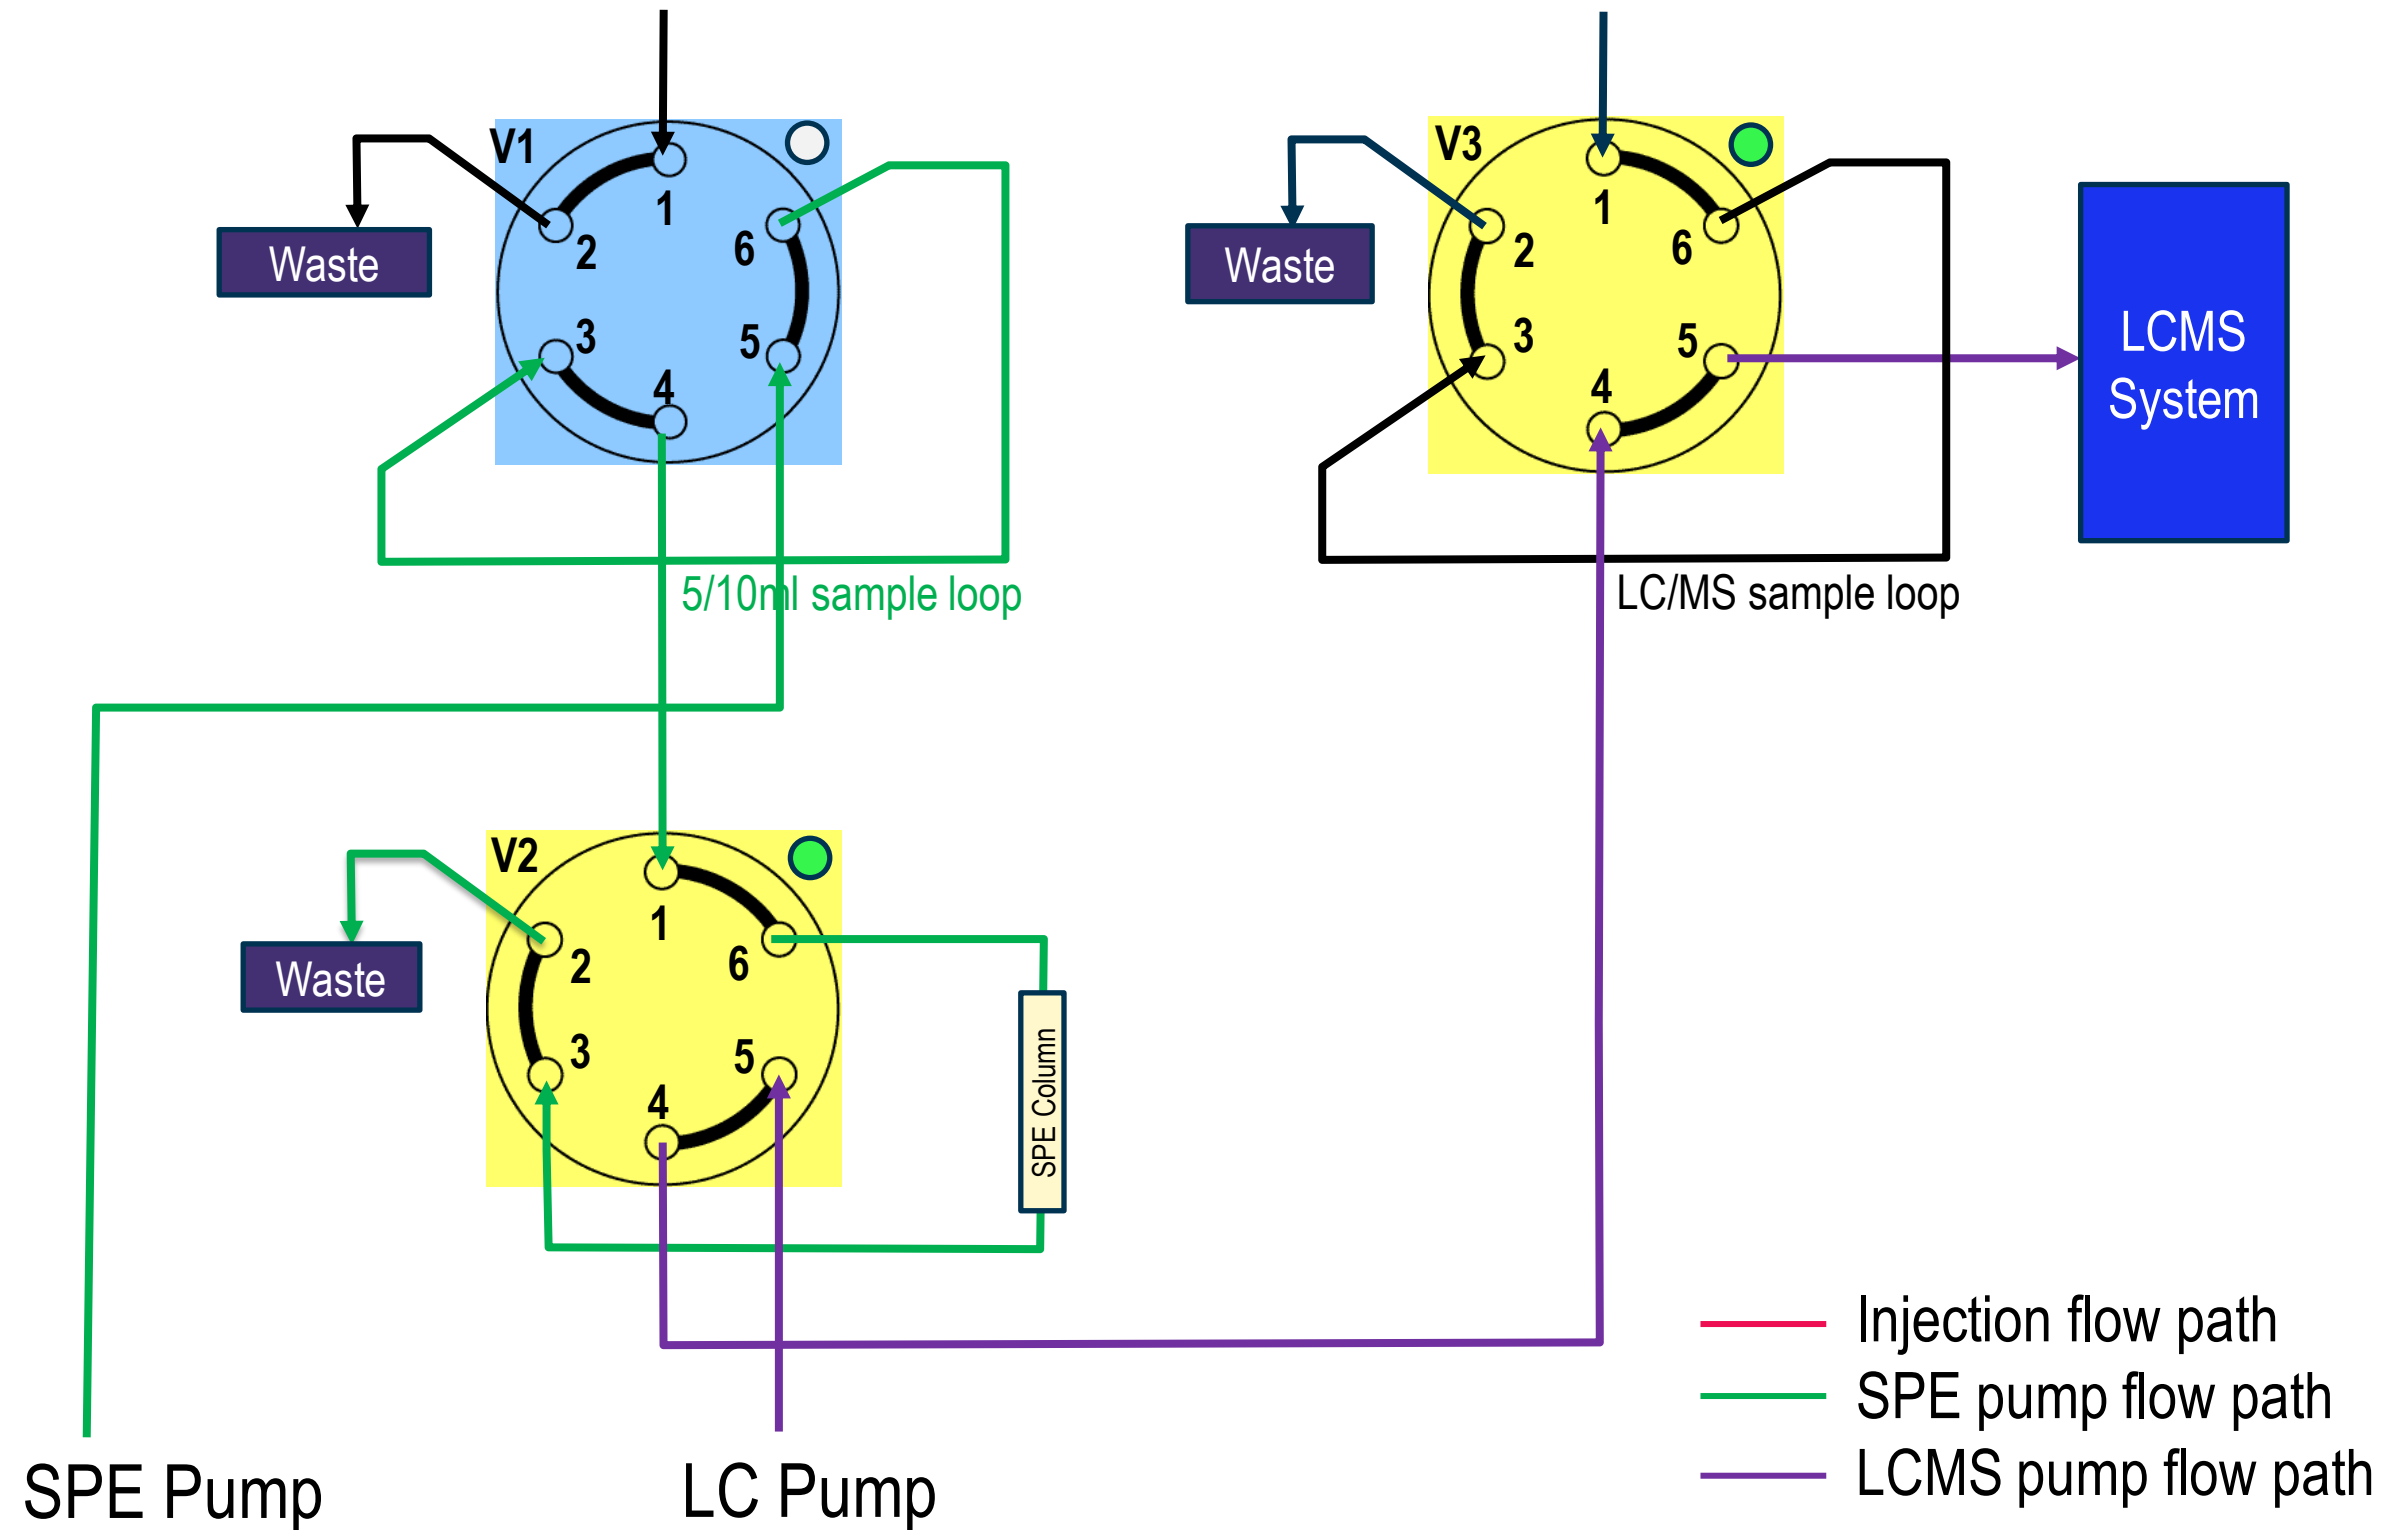 V1
1
2
3
4
5
6
Waste
5/10ml sample loop
V3
1
2
3
4
5
6
Waste
LCMS
System
LC/MS sample loop
V2
1
2
3
4
5
6
Waste
SPE Column
SPE Pump
LC Pump
Injection flow path
SPE pump flow path
LCMS pump flow path